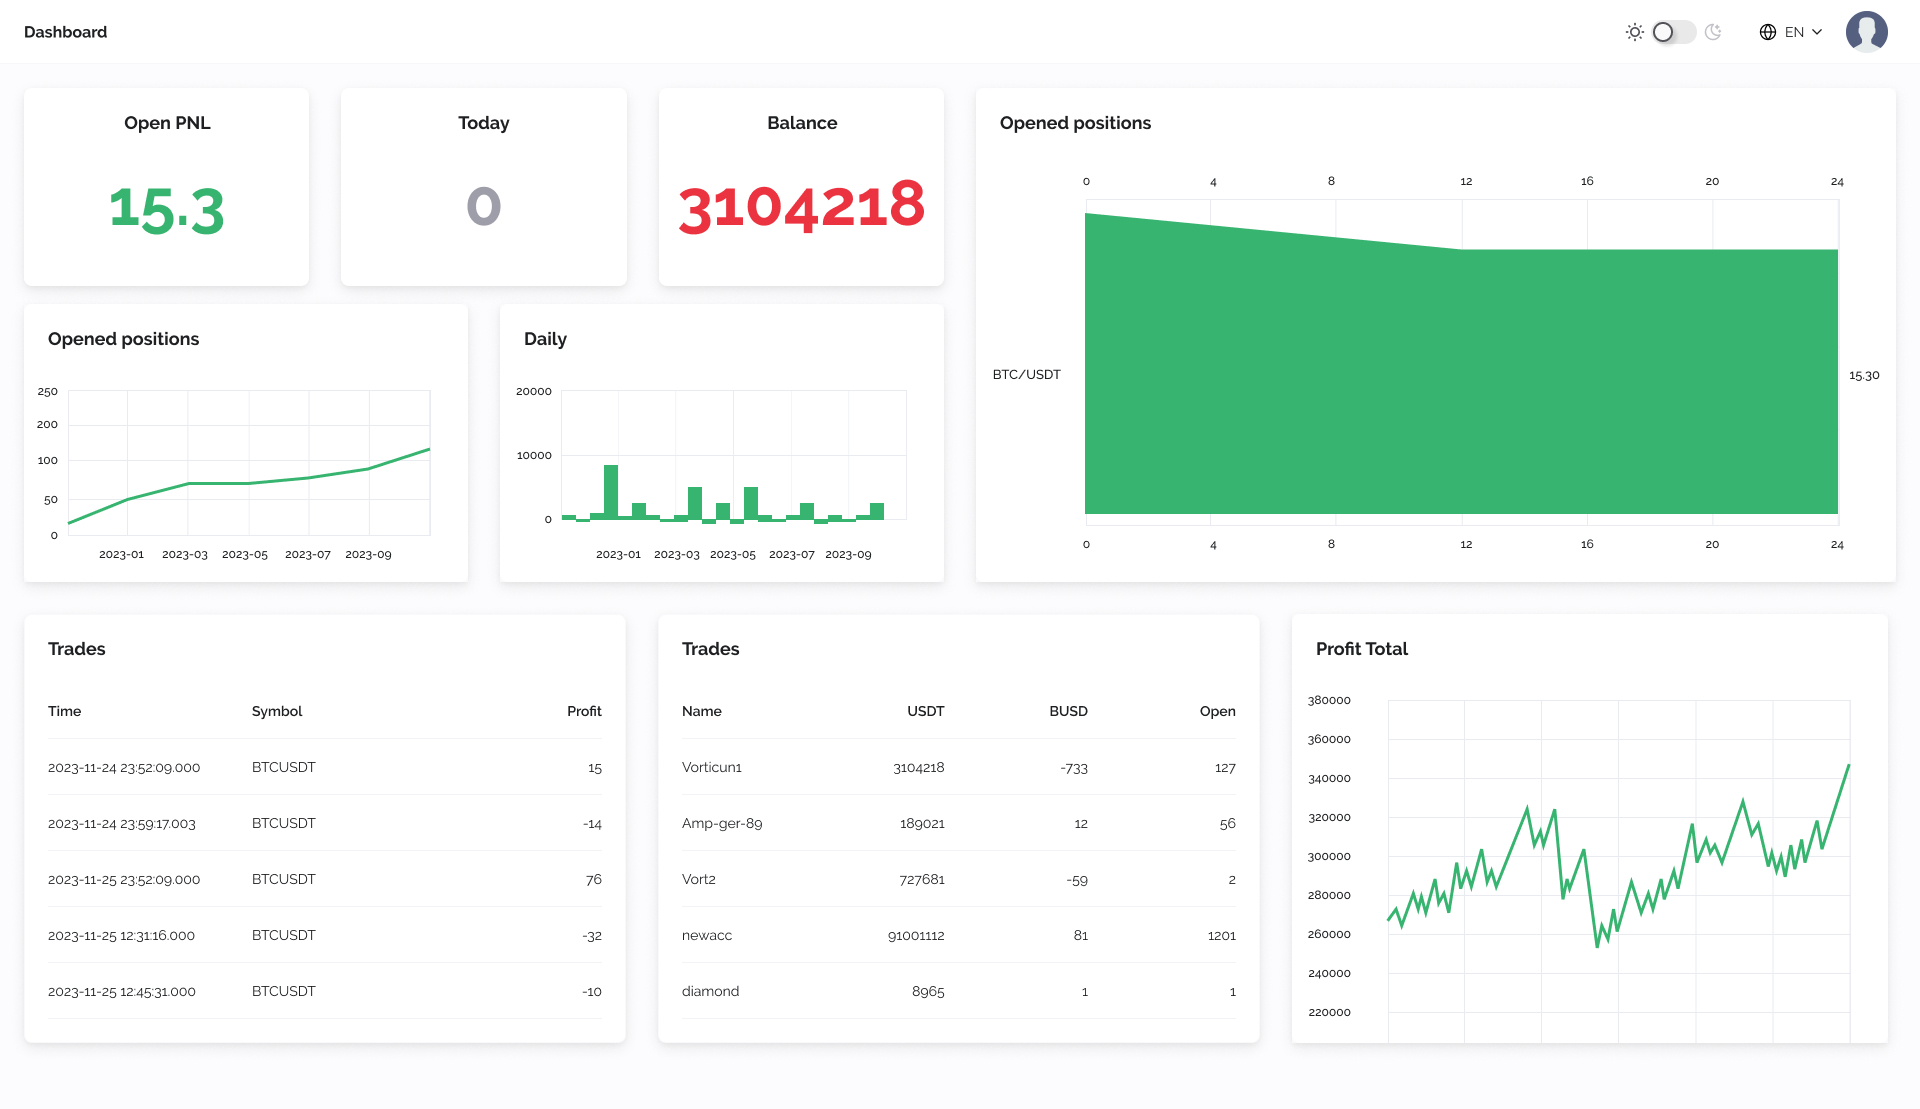 Dashboard
EN
Open PNL
15.3
Today
0
Balance
3104218
Opened positions
0 4 8 12 16 20 24
BTC/USDT
15.30
0 4 8 12 16 20 24
Opened positions
250
200
100
50
0
2023-01 2023-03 2023-05 2023-07 2023-09
Daily
20000
10000
0
2023-01 2023-03 2023-05 2023-07 2023-09
Trades
Time Symbol Profit
2023-11-24 23:52:09.000 BTCUSDT 15
2023-11-24 23:59:17.003 BTCUSDT -14
2023-11-25 23:52:09.000 BTCUSDT 76
2023-11-25 12:31:16.000 BTCUSDT -32
2023-11-25 12:45:31.000 BTCUSDT -10
Trades
Name USDT BUSD Open
Vorticun1 3104218 -733 127
Amp-ger-89 189021 12 56
Vort2 727681 -59 2
newacc 91001112 81 1201
diamond 8965 1 1
Profit Total
380000
360000
340000
320000
300000
280000
260000
240000
220000